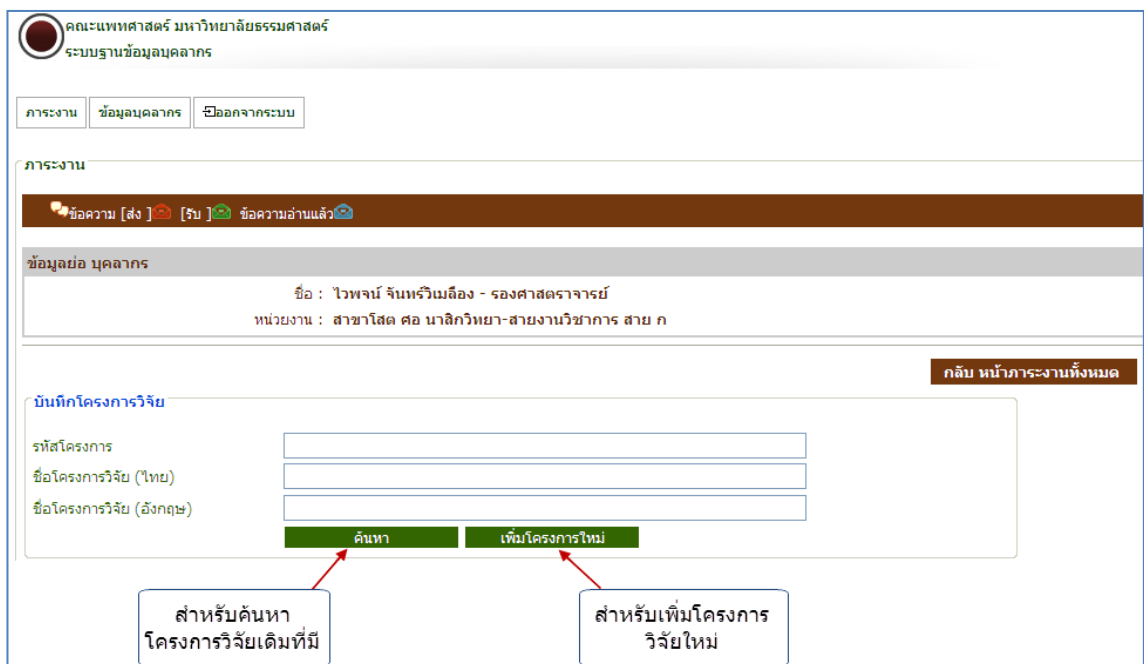 คณะแพทศาสตร์ มหาวิทยาลัยธรรมศาสตร์
ระบบฐานข้อมูลบุคลากร
ภาระงาน ข้อมูลบุคลากร ออกจากระบบ
ภาระงาน
ข้อความ [ส่ง ] [รับ ] ข้อความอ่านแล้ว
ข้อมูลย่อ บุคลากร
ชื่อ : ไวพจน์ จันทร์วิเมลือง - รองศาสตราจารย์
หน่วยงาน : สาขาโสต ศอ นาสิกวิทยา-สายงานวิชาการ สาย ก
กลับ หน้าภาระงานทั้งหมด
บันทึกโครงการวิจัย
รหัสโครงการ
ชื่อโครงการวิจัย (ไทย)
ชื่อโครงการวิจัย (อังกฤษ)
ค้นหา เพิ่มโครงการใหม่
สำหรับค้นหา
โครงการวิจัยเดิมที่มี
สำหรับเพิ่มโครงการ
วิจัยใหม่